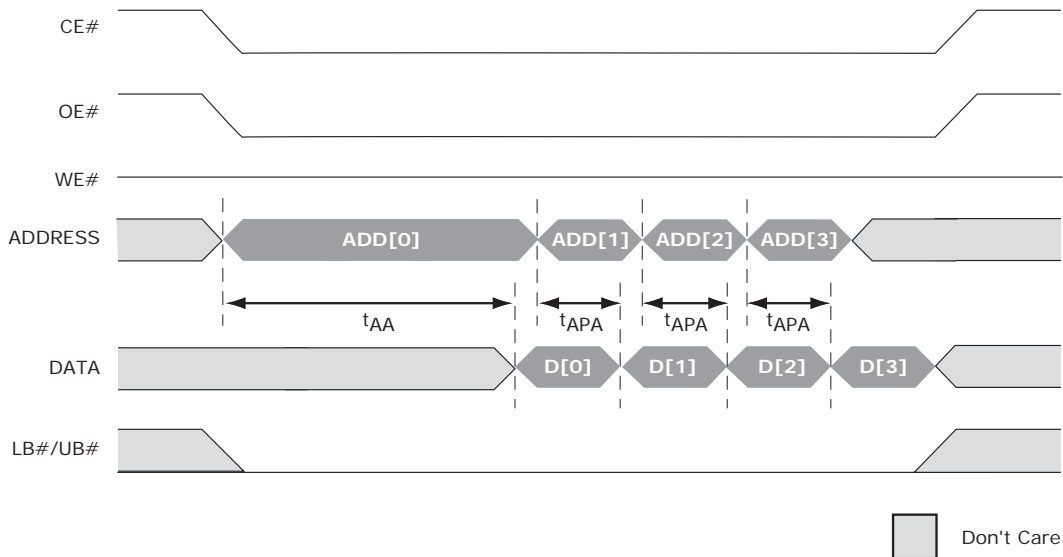 CE#
OE#
WE#
ADDRESS ADD[0] ADD[1] ADD[2] ADD[3]
tAA tAPA tAPA tAPA
DATA D[0] D[1] D[2] D[3]
LB#/UB#
Don't Care